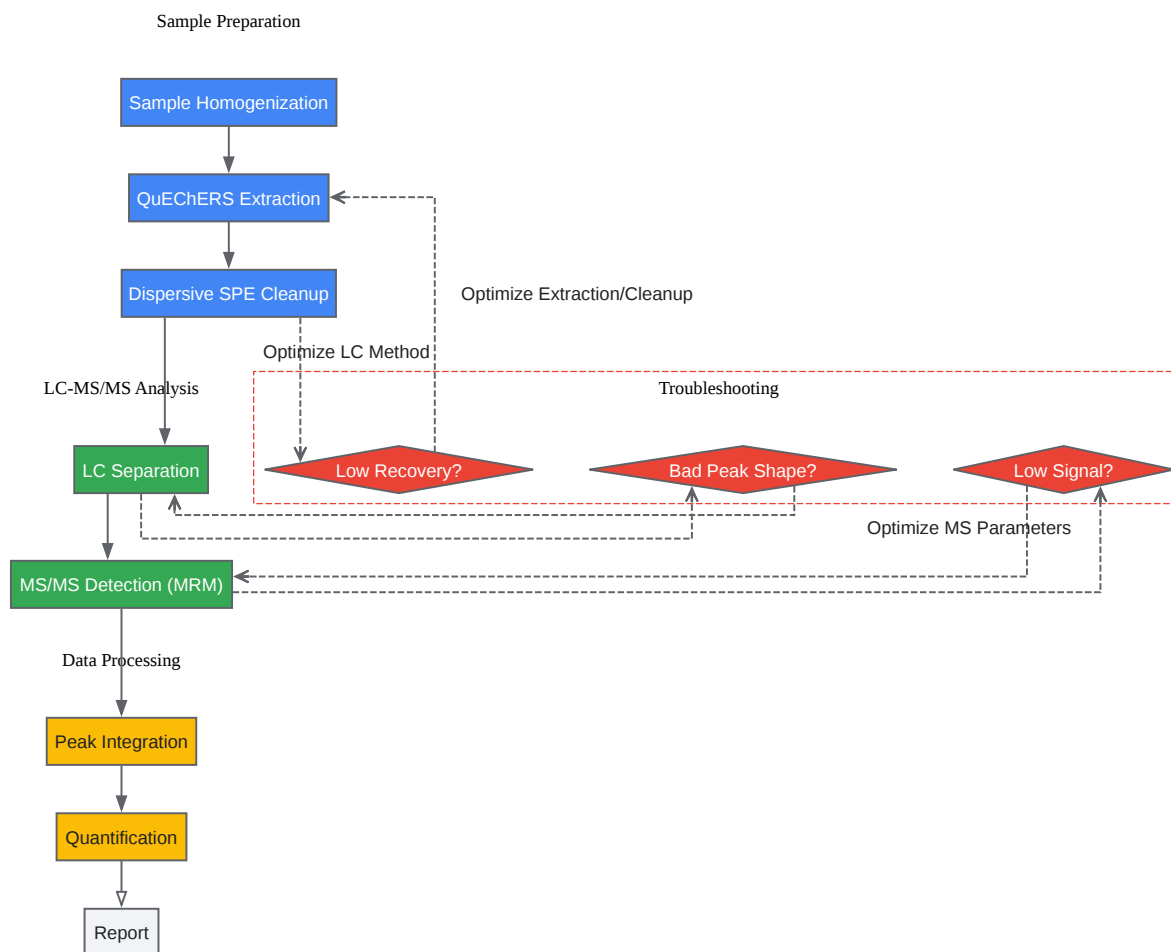 Sample Preparation
Sample Homogenization
QuEChERS Extraction
Dispersive SPE Cleanup
Optimize Extraction/Cleanup
Optimize LC Method
LC-MS/MS Analysis
Troubleshooting
LC Separation
Low Recovery?
Bad Peak Shape?
Low Signal?
Optimize MS Parameters
MS/MS Detection (MRM)
Data Processing
Peak Integration
Quantification
Report